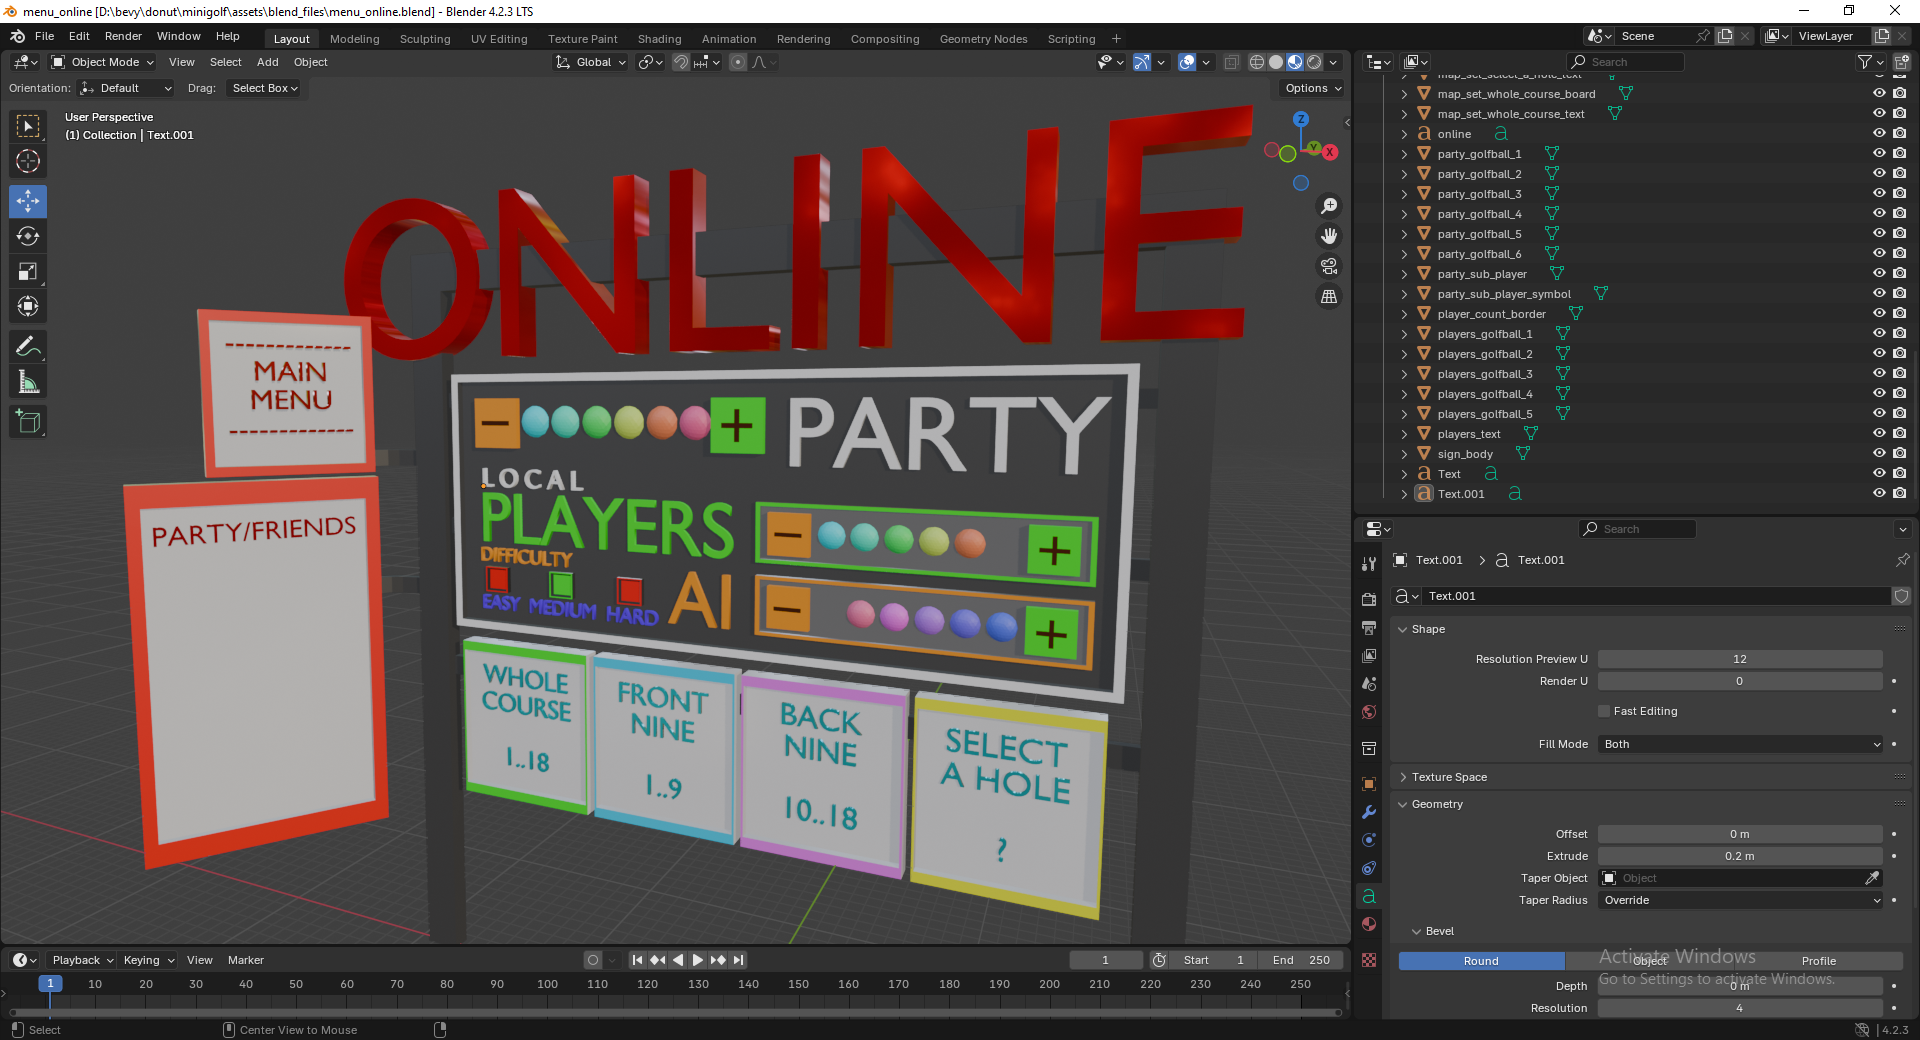 menu_online [D:\bevy\donut\minigolf\assets\blend_files\menu_online.blend] - Blender 4.2.3 LTS
File Edit Render Window Help Layout Modeling Sculpting UV Editing Texture Paint Shading Animation Rendering Compositing Geometry Nodes Scripting + Scene ViewLayer
Object Mode View Select Add Object Global Search
Orientation: Default Drag: Select Box Options
User Perspective
(1) Collection | Text.001
Z
Y
X
ONLINE
MAIN
MENU
PARTY/FRIENDS
PARTY
LOCAL
PLAYERS
DIFFICULTY
EASY MEDIUM HARD
AI
WHOLE
COURSE
1..18
FRONT
NINE
1..9
BACK
NINE
10..18
SELECT
A HOLE
?
map_set_select_a_hole_text
map_set_whole_course_board
map_set_whole_course_text
online
party_golfball_1
party_golfball_2
party_golfball_3
party_golfball_4
party_golfball_5
party_golfball_6
party_sub_player
party_sub_player_symbol
player_count_border
players_golfball_1
players_golfball_2
players_golfball_3
players_golfball_4
players_golfball_5
players_text
sign_body
Text
Text.001
Search
Text.001 > Text.001
Text.001
Shape
Resolution Preview U 12
Render U 0
Fast Editing
Fill Mode Both
Texture Space
Geometry
Offset 0 m
Extrude 0.2 m
Taper Object Object
Taper Radius Override
Bevel
Round Object Profile
Depth 0 m
Resolution 4
Activate Windows
Go to Settings to activate Windows.
Playback Keying View Marker 1 Start 1 End 250
1 10 20 30 40 50 60 70 80 90 100 110 120 130 140 150 160 170 180 190 200 210 220 230 240 250
Select Center View to Mouse 4.2.3